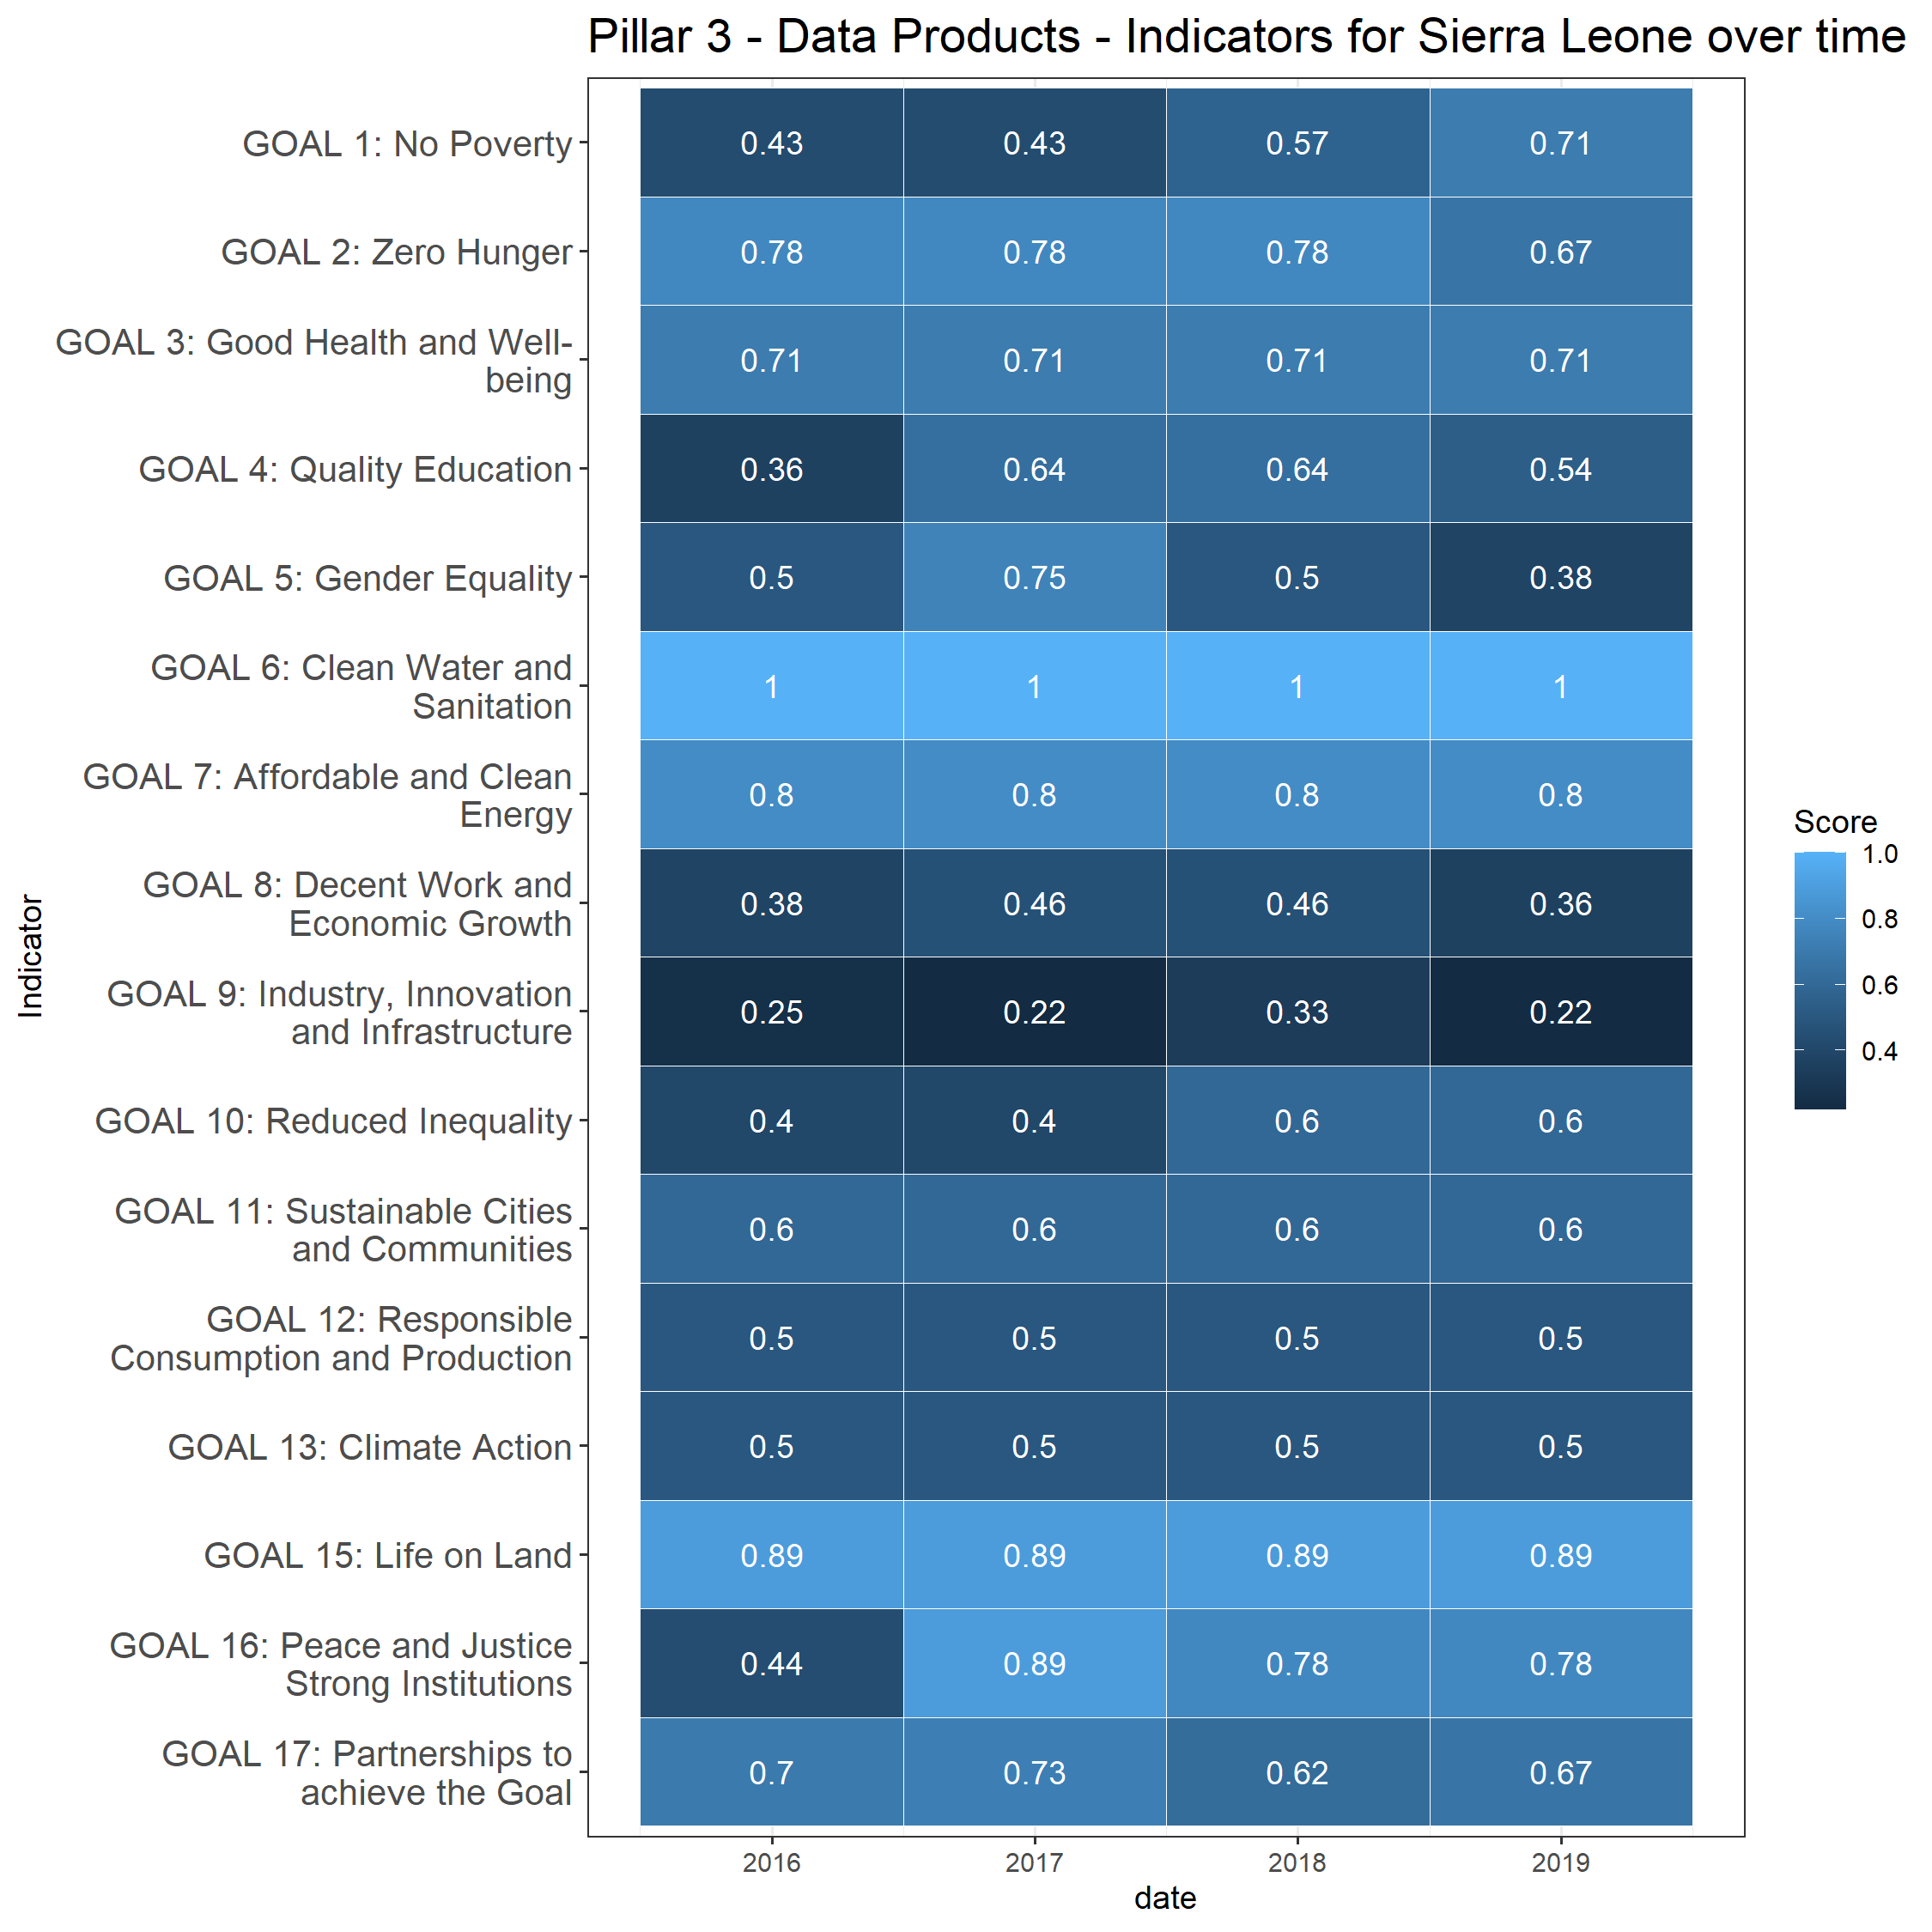 Pillar 3 - Data Products - Indicators for Sierra Leone over time
GOAL 1: No Poverty
0.43
0.43
0.57
0.71
GOAL 2: Zero Hunger
0.78
0.78
0.78
0.67
GOAL 3: Good Health and Well-
being
0.71
0.71
0.71
0.71
GOAL 4: Quality Education
0.36
0.64
0.64
0.54
GOAL 5: Gender Equality
0.5
0.75
0.5
0.38
GOAL 6: Clean Water and
Sanitation
1
1
1
1
GOAL 7: Affordable and Clean
Energy
0.8
0.8
0.8
0.8
GOAL 8: Decent Work and
Economic Growth
0.38
0.46
0.46
0.36
GOAL 9: Industry, Innovation
and Infrastructure
0.25
0.22
0.33
0.22
GOAL 10: Reduced Inequality
0.4
0.4
0.6
0.6
GOAL 11: Sustainable Cities
and Communities
0.6
0.6
0.6
0.6
GOAL 12: Responsible
Consumption and Production
0.5
0.5
0.5
0.5
GOAL 13: Climate Action
0.5
0.5
0.5
0.5
GOAL 15: Life on Land
0.89
0.89
0.89
0.89
GOAL 16: Peace and Justice
Strong Institutions
0.44
0.89
0.78
0.78
GOAL 17: Partnerships to
achieve the Goal
0.7
0.73
0.62
0.67
2016
2017
2018
2019
date
Indicator
Score
1.0
0.8
0.6
0.4